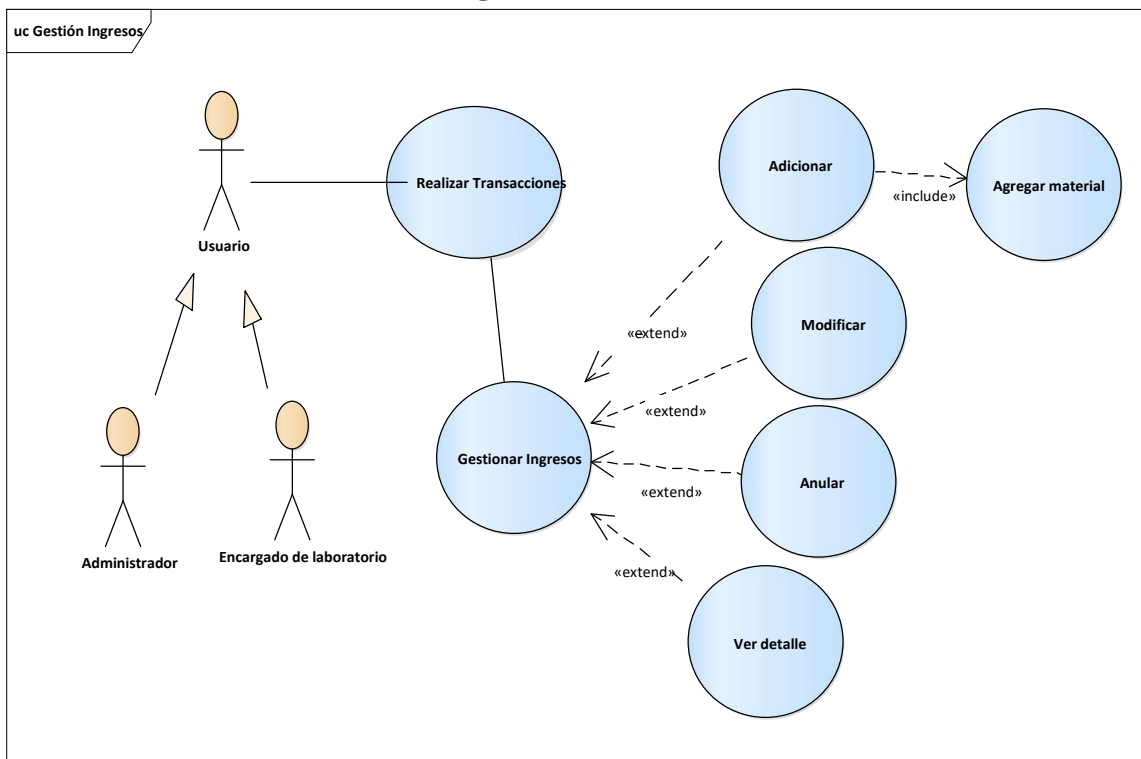 uc Gestión Ingresos
Usuario
Realizar Transacciones
Adicionar
Agregar material
«include»
Modificar
«extend»
«extend»
Gestionar Ingresos
Anular
«extend»
Administrador
Encargado de laboratorio
«extend»
Ver detalle